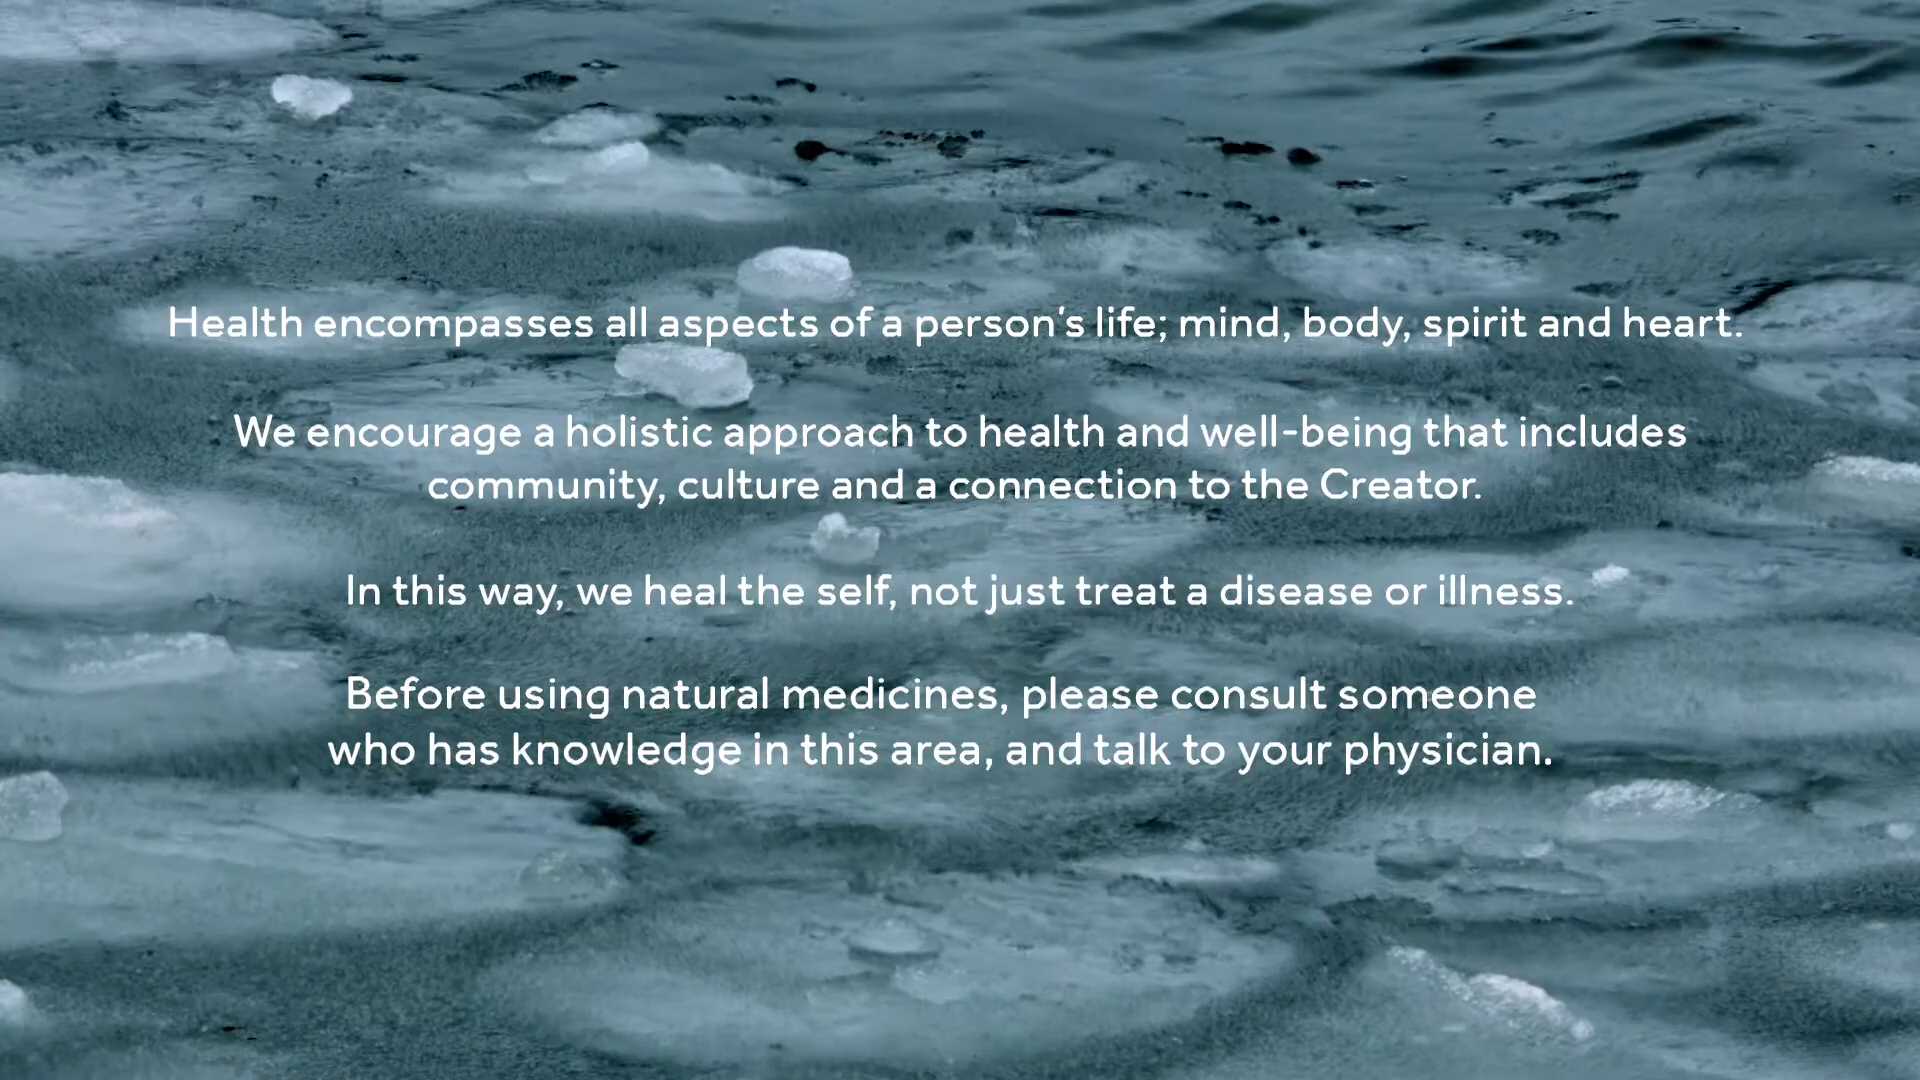 Health encompasses all aspects of a person's life; mind, body, spirit and heart.
We encourage a holistic approach to health and well-being that includes
community, culture and a connection to the Creator.
In this way, we heal the self, not just treat a disease or illness.
Before using natural medicines, please consult someone
who has knowledge in this area, and talk to your physician.